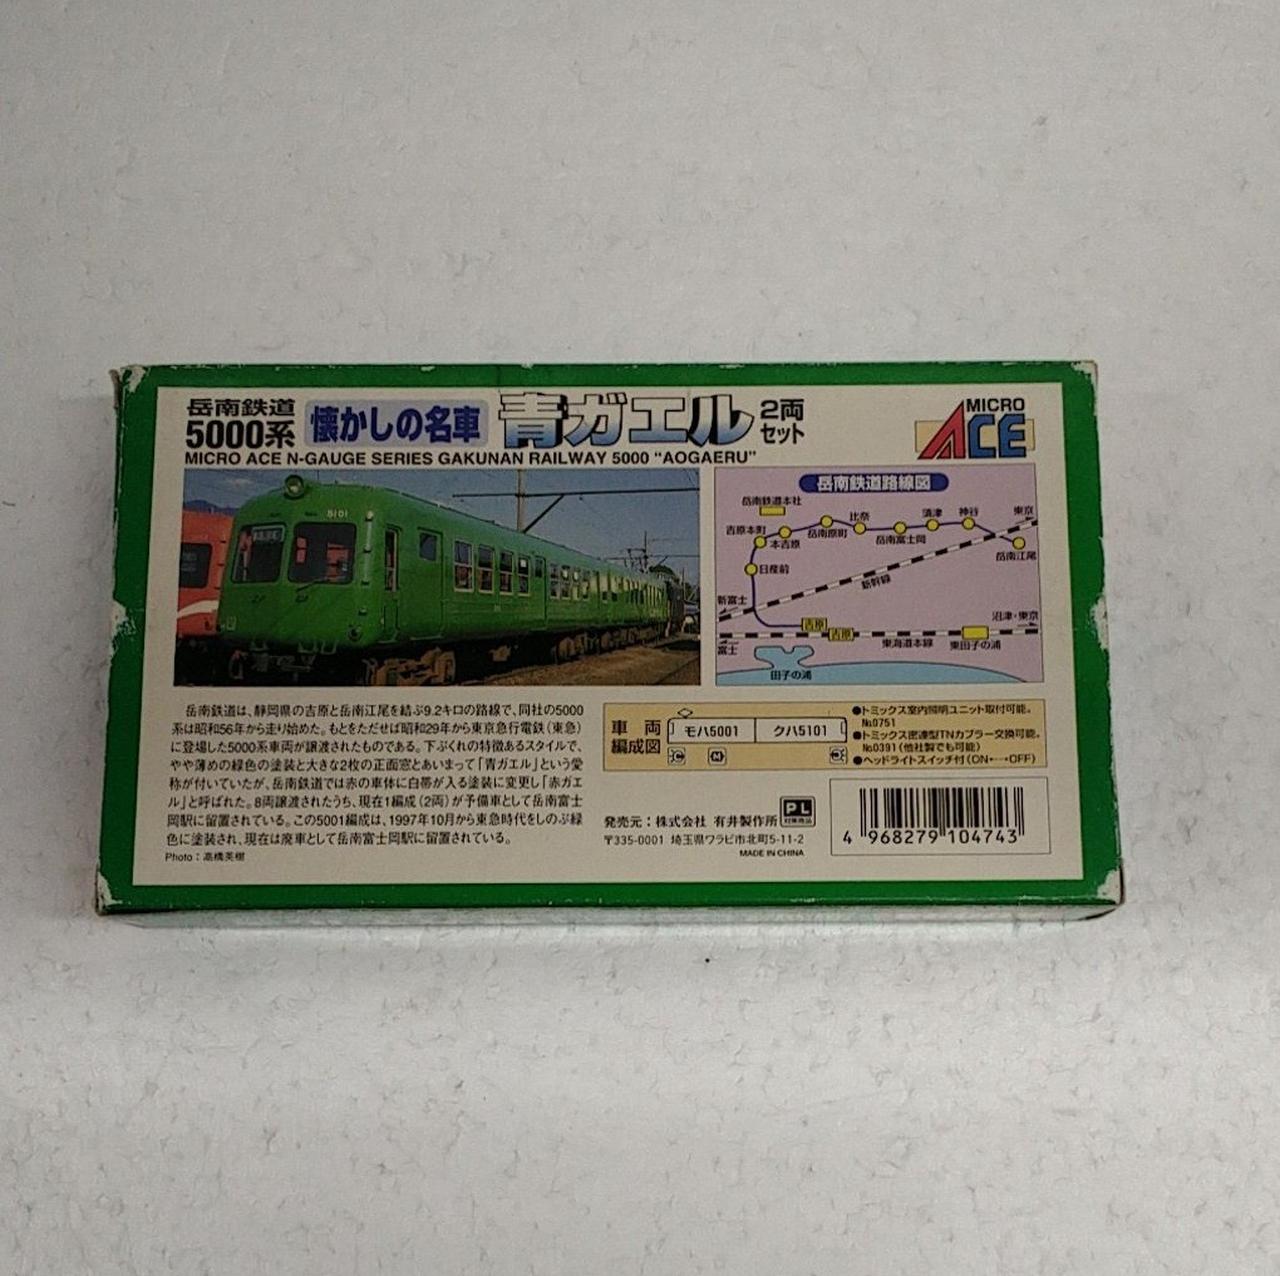 岳南鉄道
5000系
懐かしの名車
青ガエル
2両
セット
MICRO
ACE
MICRO ACE N-GAUGE SERIES GAKUNAN RAILWAY 5000 "AOGAERU"
5101
岳南鉄道路線図
岳南鉄道本社
吉原本町
本吉原
岳南原町
比奈
岳南富士岡
須津
神谷
東京
岳南江尾
日産前
新幹線
新富士
吉原
吉原
沼津・東京
富士
東海道本線
東田子の浦
田子の浦
岳南鉄道は、静岡県の吉原と岳南江尾を結ぶ9.2キロの路線で、同社の5000
系は昭和56年から走り始めた。もとをただせば昭和29年から東京急行電鉄(東急)
に登場した5000系車両が譲渡されたものである。下ぶくれの特徴あるスタイルで、
やや薄めの緑色の塗装と大きな2枚の正面窓とあいまって「青ガエル」という愛
称が付いていたが、岳南鉄道では赤の車体に白帯が入る塗装に変更し「赤ガエ
ル」と呼ばれた。8両譲渡されたうち、現在1編成(2両)が予備車として岳南富士
岡駅に留置されている。この5001編成は、1997年10月から東急時代をしのぶ緑
色に塗装され、現在は廃車として岳南富士岡駅に留置されている。
Photo：高橋英樹
車両
編成図
モハ5001
クハ5101
C
M
C
●トミックス室内照明ユニット取付可能。
№0751
●トミックス密連型TNカプラー交換可能。
№0391(他社製でも可能)
●ヘッドライトスイッチ付(ON←→OFF)
発売元：株式会社 有井製作所
PL
対策商品
〒335-0001 埼玉県ワラビ市北町5-11-2
MADE IN CHINA
4 968279 104743